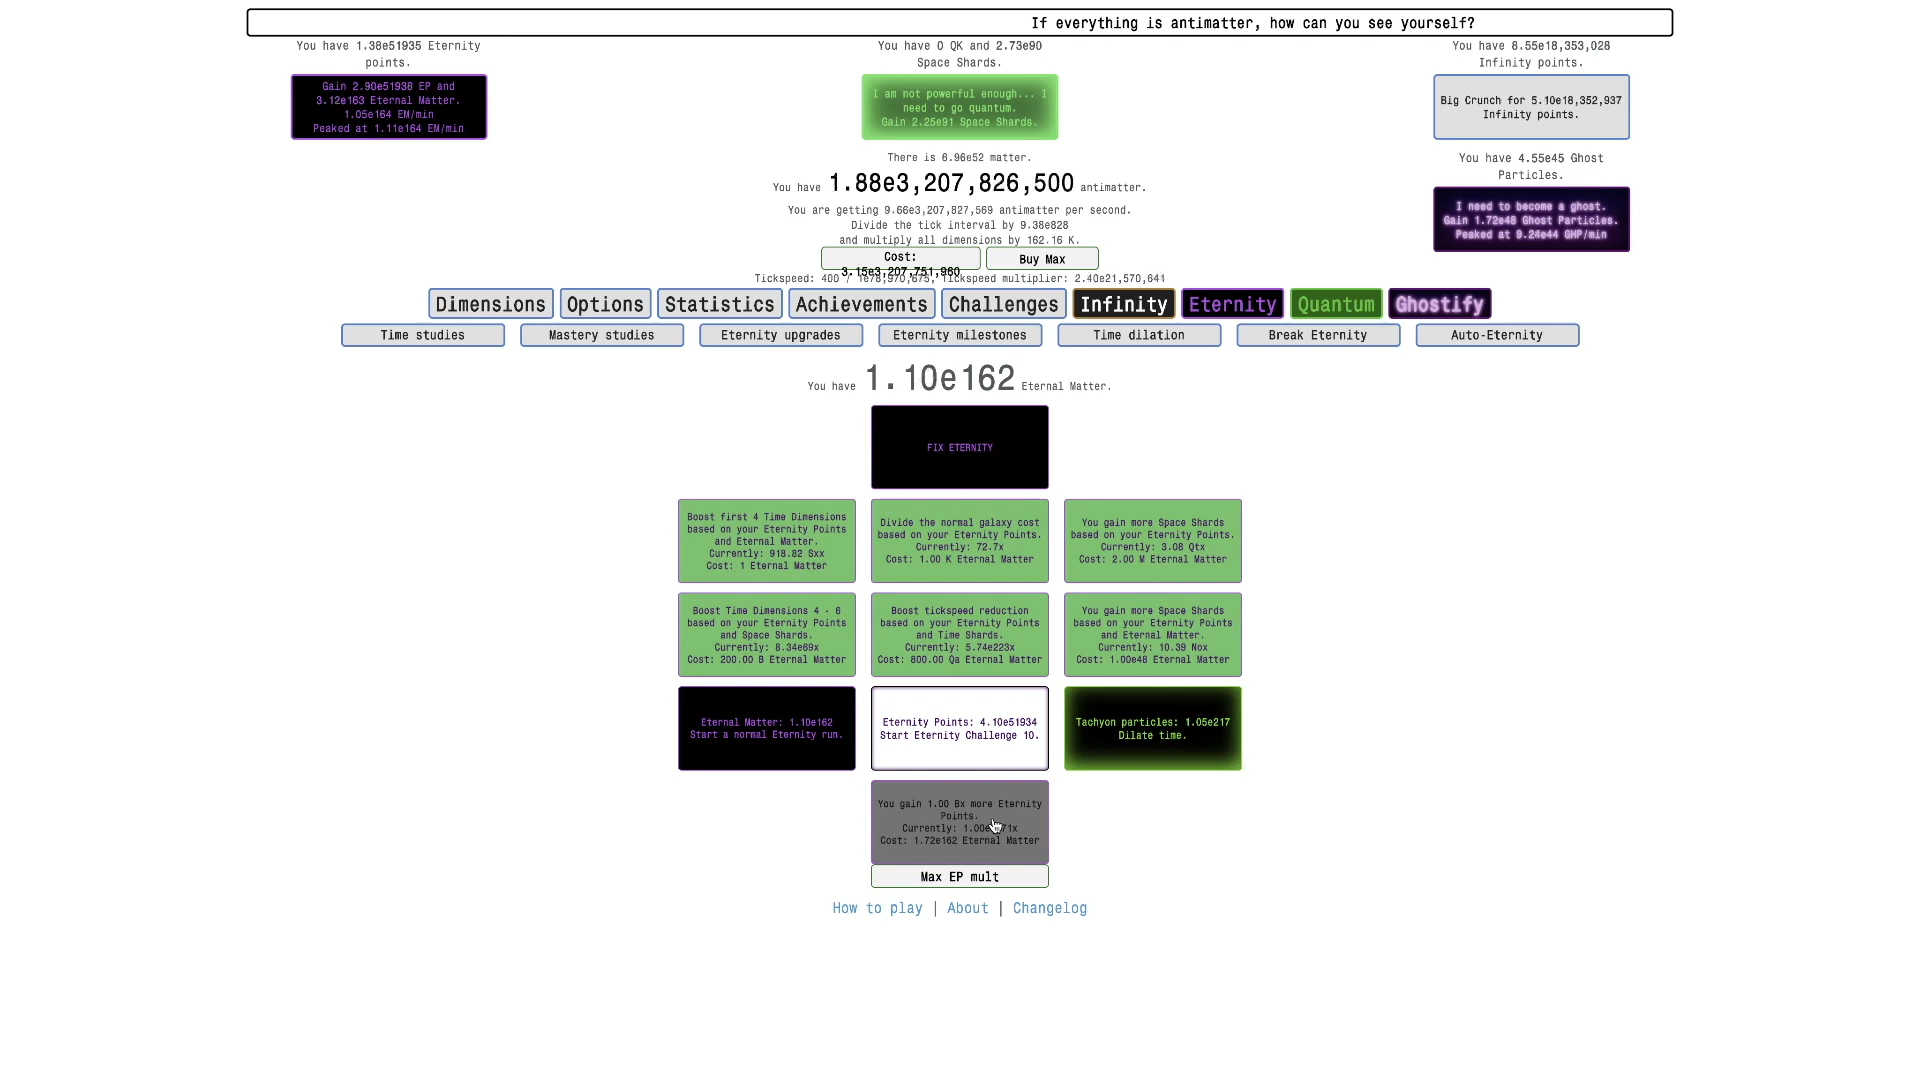 If everything is antimatter, how can you see yourself?
You have 1.38e51935 Eternity
points.
Gain 2.90e51938 EP and
3.12e163 Eternal Matter.
1.05e164 EM/min
Peaked at 1.11e164 EM/min
You have 0 QK and 2.73e90
Space Shards.
I am not powerful enough... I
need to go quantum.
Gain 2.25e91 Space Shards.
You have 8.55e18,353,028
Infinity points.
Big Crunch for 5.10e18,352,937
Infinity points.
You have 4.55e45 Ghost
Particles.
I need to become a ghost.
Gain 1.72e48 Ghost Particles.
Peaked at 9.24e44 GHP/min
There is 6.96e52 matter.
You have 1.88e3,207,826,500 antimatter.
You are getting 9.66e3,207,827,569 antimatter per second.
Divide the tick interval by 9.38e828
and multiply all dimensions by 162.16 K.
Cost:
3.15e3,207,751,960
Buy Max
Tickspeed: 400 / 1e78,970,675, Tickspeed multiplier: 2.40e21,570,641
Dimensions Options Statistics Achievements Challenges Infinity Eternity Quantum Ghostify
Time studies Mastery studies Eternity upgrades Eternity milestones Time dilation Break Eternity Auto-Eternity
You have 1.10e162 Eternal Matter.
FIX ETERNITY
Boost first 4 Time Dimensions
based on your Eternity Points
and Eternal Matter.
Currently: 918.82 Sxx
Cost: 1 Eternal Matter
Divide the normal galaxy cost
based on your Eternity Points.
Currently: 72.7x
Cost: 1.00 K Eternal Matter
You gain more Space Shards
based on your Eternity Points.
Currently: 3.08 Qtx
Cost: 2.00 M Eternal Matter
Boost Time Dimensions 4 - 6
based on your Eternity Points
and Space Shards.
Currently: 8.34e69x
Cost: 200.00 B Eternal Matter
Boost tickspeed reduction
based on your Eternity Points
and Time Shards.
Currently: 5.74e223x
Cost: 800.00 Qa Eternal Matter
You gain more Space Shards
based on your Eternity Points
and Eternal Matter.
Currently: 10.39 Nox
Cost: 1.00e48 Eternal Matter
Eternal Matter: 1.10e162
Start a normal Eternity run.
Eternity Points: 4.10e51934
Start Eternity Challenge 10.
Tachyon particles: 1.05e217
Dilate time.
You gain 1.00 Bx more Eternity
Points.
Currently:
Cost: 1.72e162 Eternal Matter
Max EP mult
How to play | About | Changelog